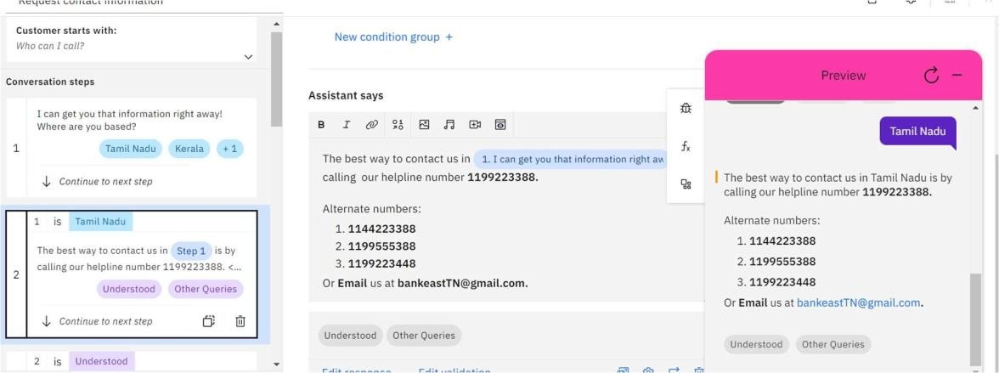 Request contact information
Customer starts with:
Who can I call?
Conversation steps
1
I can get you that information right away!
Where are you based?
Tamil Nadu
Kerala
+ 1
Continue to next step
2
1 is Tamil Nadu
The best way to contact us in Step 1 is by
calling our helpline number 1199223388. <...
Understood
Other Queries
Continue to next step
2 is Understood
New condition group +
Assistant says
B I
The best way to contact us in 1. I can get you that information right aw
calling our helpline number 1199223388.
Alternate numbers:
1. 1144223388
2. 1199555388
3. 1199223448
Or Email us at bankeastTN@gmail.com.
Understood
Other Queries
Edit response
Edit validation
fx
Preview
Tamil Nadu
The best way to contact us in Tamil Nadu is by
calling our helpline number 1199223388.
Alternate numbers:
1. 1144223388
2. 1199555388
3. 1199223448
Or Email us at bankeastTN@gmail.com.
Understood
Other Queries